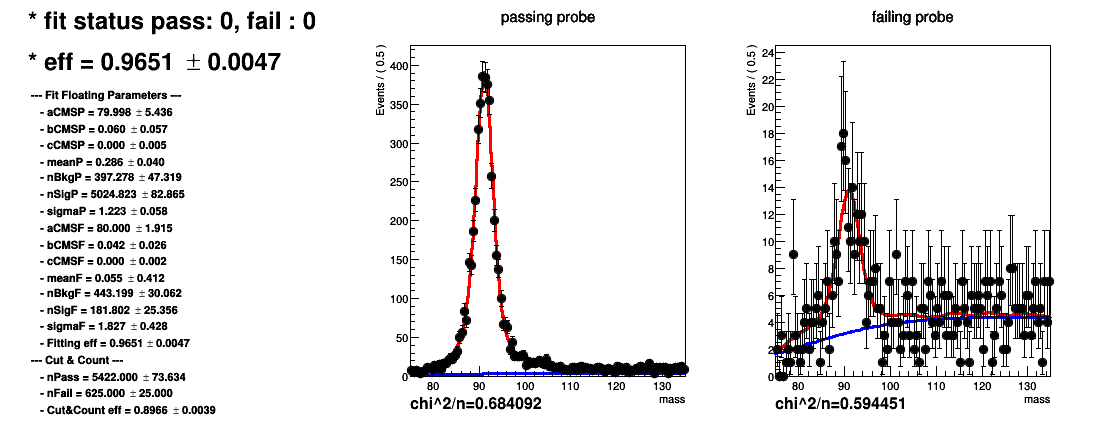 * fit status pass: 0, fail : 0
* eff = 0.9651 ± 0.0047
--- Fit Floating Parameters ---
- aCMSP = 79.998 ± 5.436
- bCMSP = 0.060 ± 0.057
- cCMSP = 0.000 ± 0.005
- meanP = 0.286 ± 0.040
- nBkgP = 397.278 ± 47.319
- nSigP = 5024.823 ± 82.865
- sigmaP = 1.223 ± 0.058
- aCMSF = 80.000 ± 1.915
- bCMSF = 0.042 ± 0.026
- cCMSF = 0.000 ± 0.002
- meanF = 0.055 ± 0.412
- nBkgF = 443.199 ± 30.062
- nSigF = 181.802 ± 25.356
- sigmaF = 1.827 ± 0.428
- Fitting eff = 0.9651 ± 0.0047
--- Cut & Count ---
- nPass = 5422.000 ± 73.634
- nFail = 625.000 ± 25.000
- Cut&Count eff = 0.8966 ± 0.0039
passing probe
Events / ( 0.5 )
400
350
300
250
200
150
100
50
0
80 90 100 110 120 130
mass
chi^2/n=0.684092
failing probe
Events / ( 0.5 )
24
22
20
18
16
14
12
10
8
6
4
2
0
80 90 100 110 120 130
mass
chi^2/n=0.594451